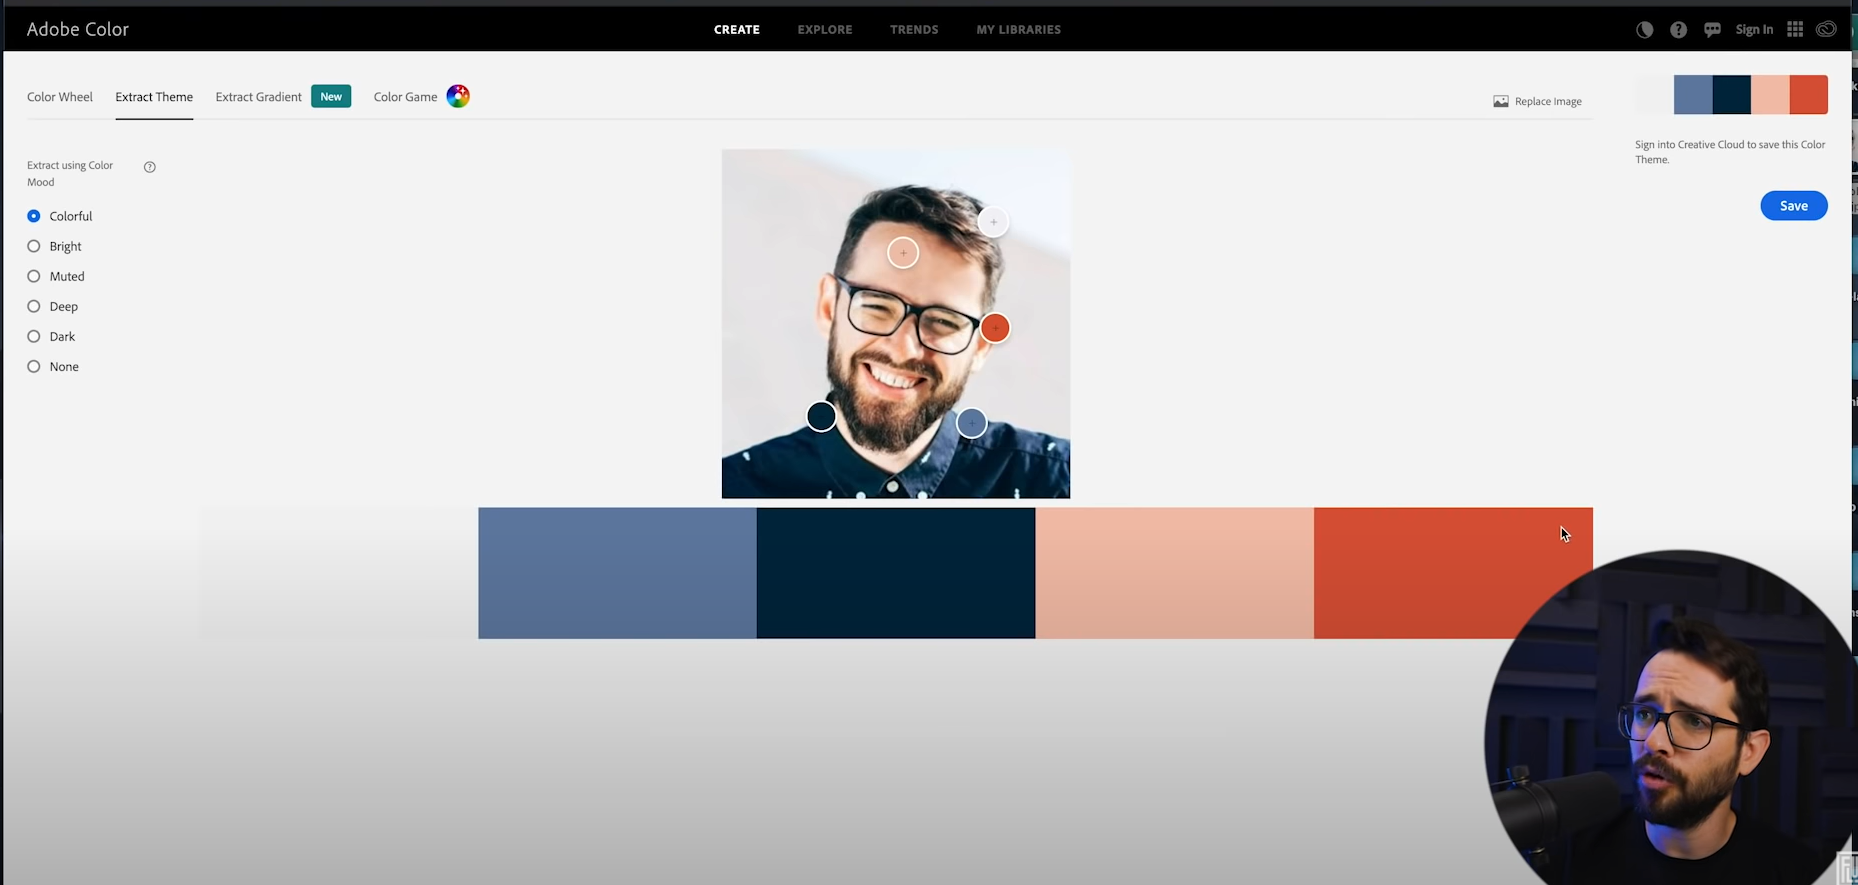 Adobe Color
CREATE EXPLORE TRENDS MY LIBRARIES
Sign In
Color Wheel Extract Theme Extract Gradient New Color Game
Replace Image
Sign into Creative Cloud to save this Color
Theme.
Save
Extract using Color
Mood
Colorful
Bright
Muted
Deep
Dark
None